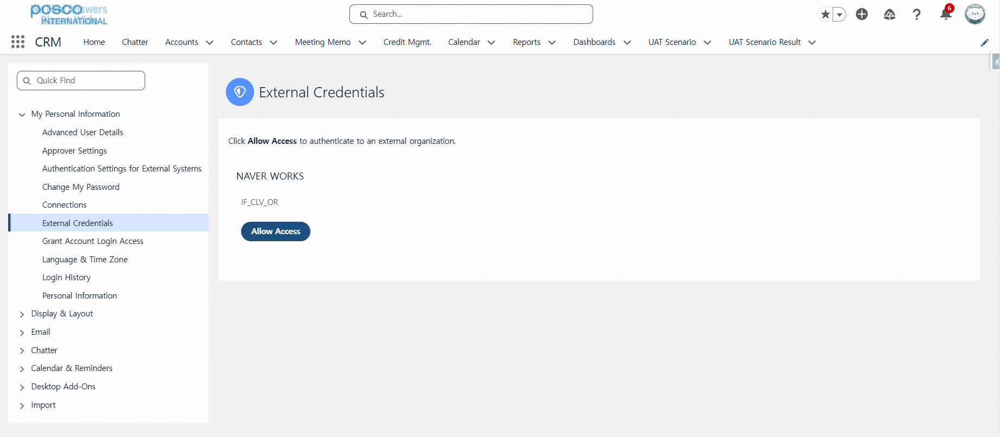 posco
INTERNATIONAL
Search...
6
CRM
Home
Chatter
Accounts
Contacts
Meeting Memo
Credit Mgmt.
Calendar
Reports
Dashboards
UAT Scenario
UAT Scenario Result
Quick Find
My Personal Information
Advanced User Details
Approver Settings
Authentication Settings for External Systems
Change My Password
Connections
External Credentials
Grant Account Login Access
Language & Time Zone
Login History
Personal Information
Display & Layout
Email
Chatter
Calendar & Reminders
Desktop Add-Ons
Import
External Credentials
Click Allow Access to authenticate to an external organization.
NAVER WORKS
IF_CLV_OR
Allow Access